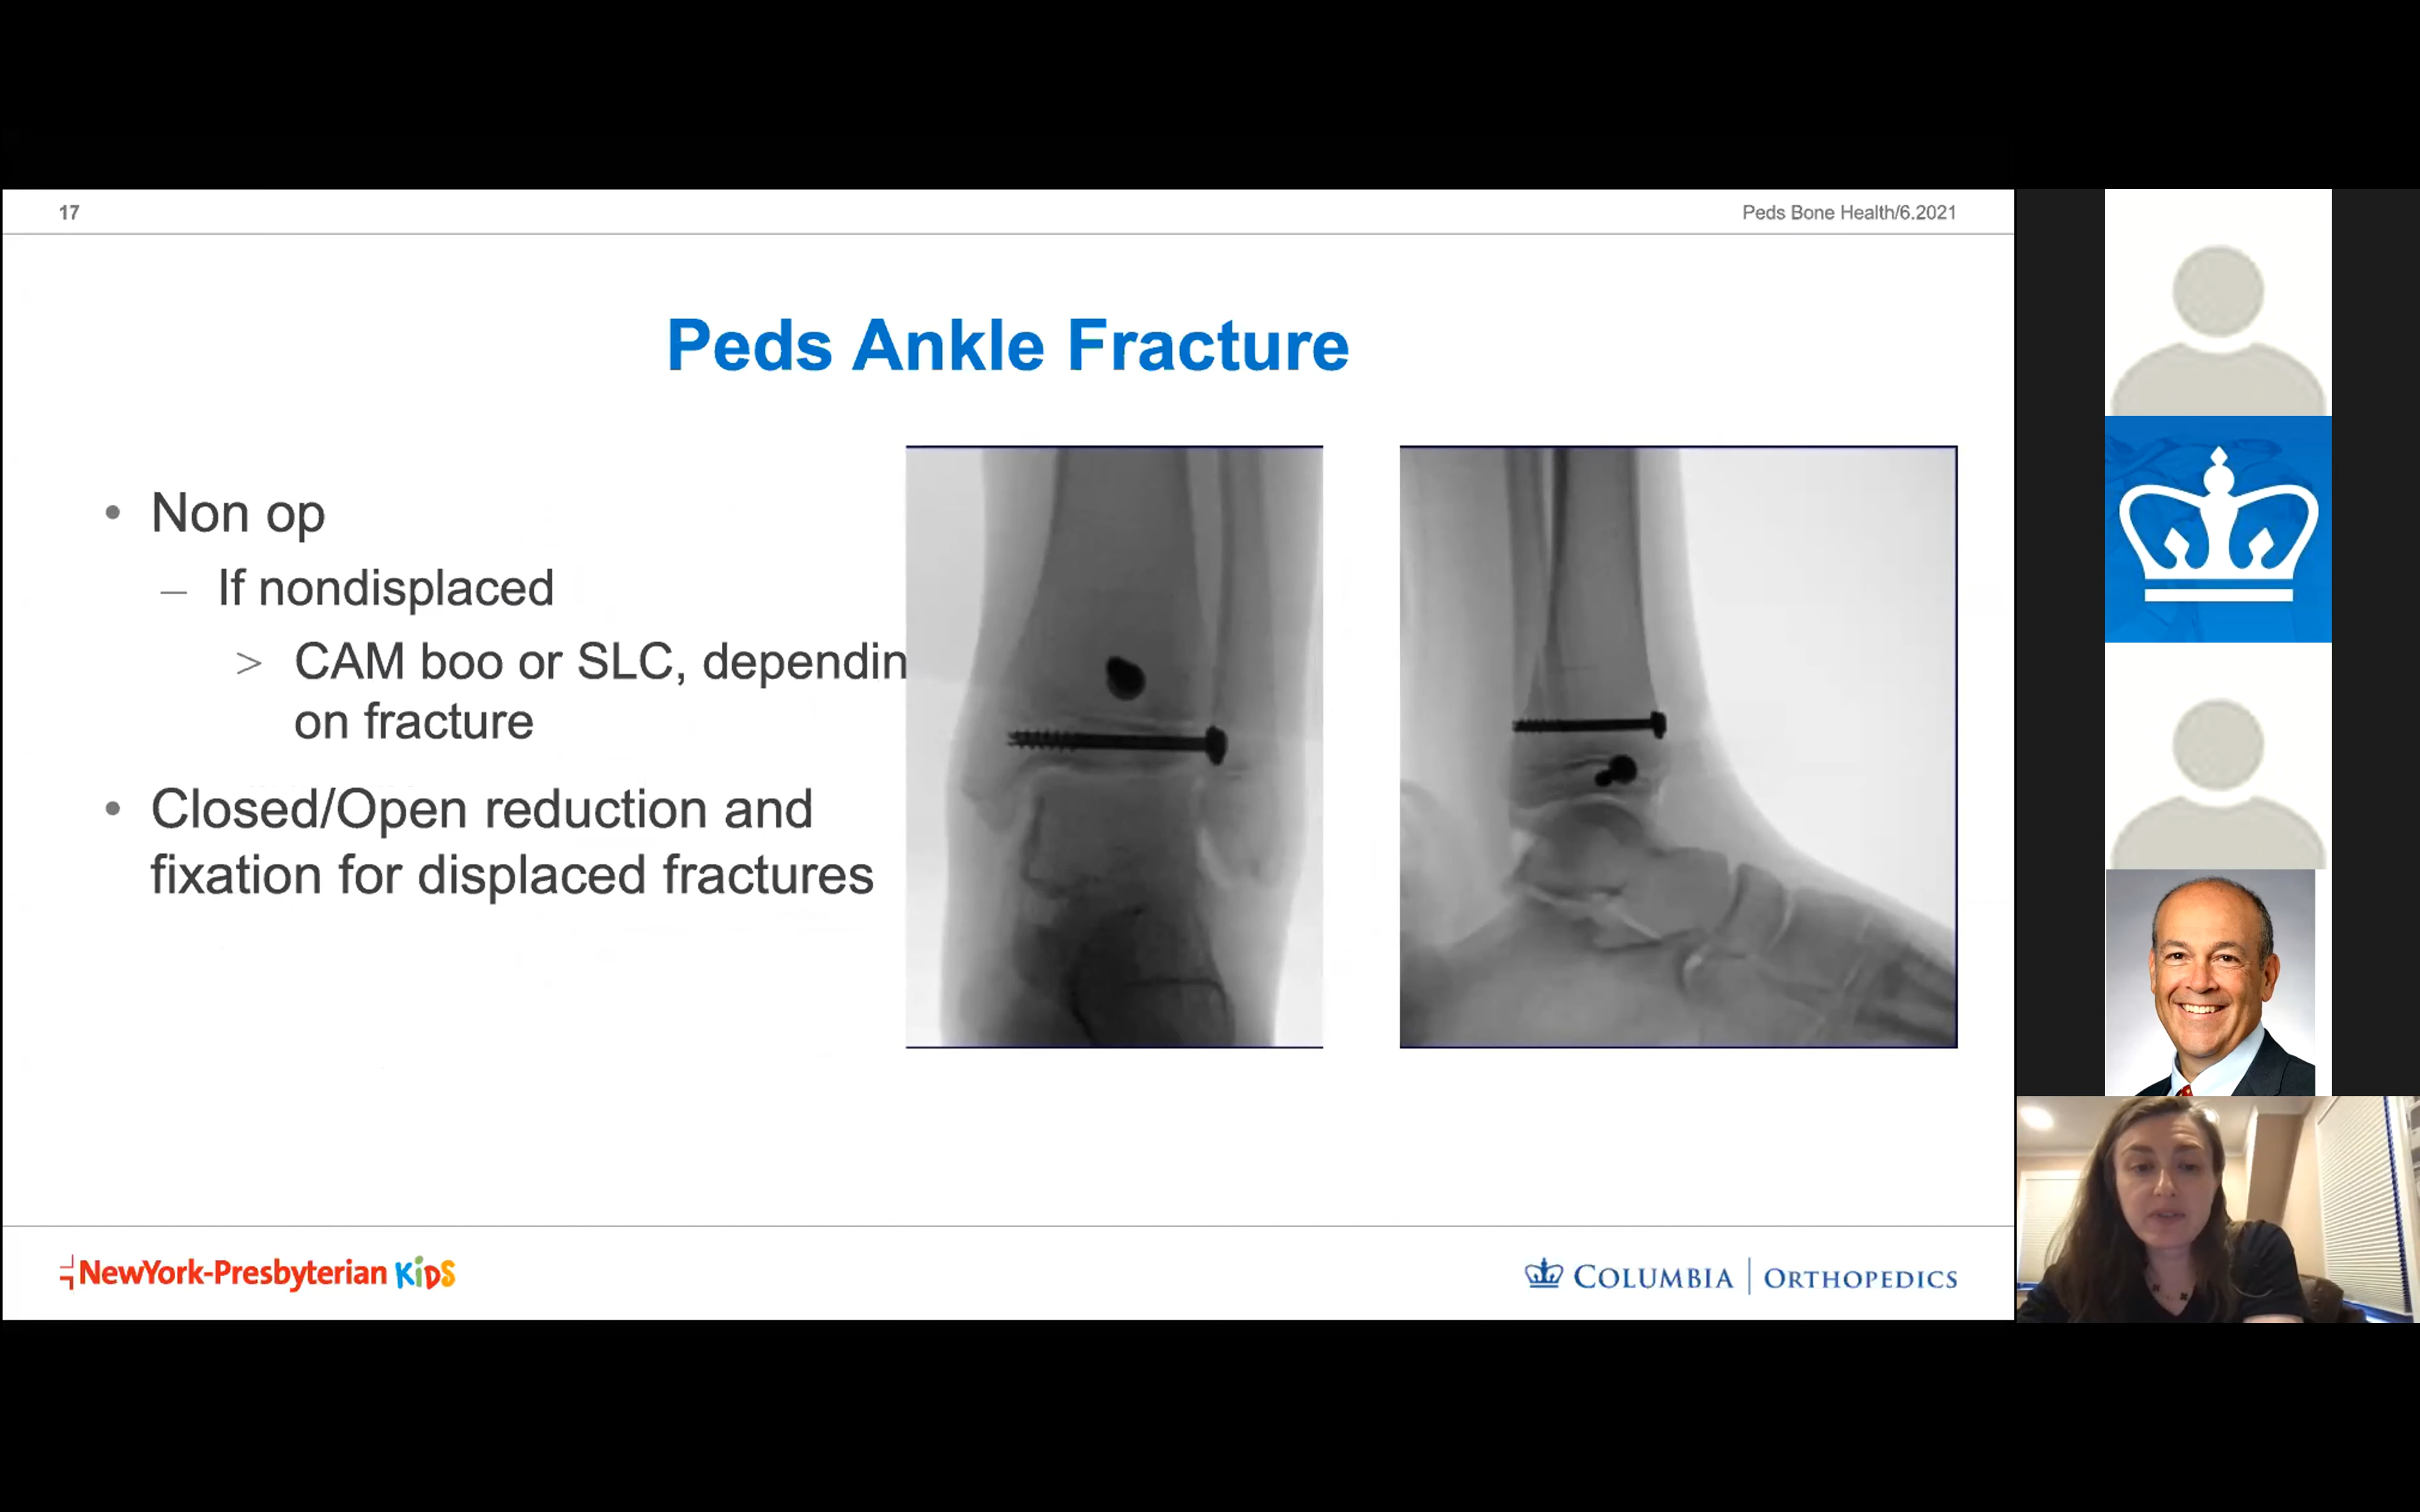 17
Peds Bone Health/6.2021
Peds Ankle Fracture
• Non op
– If nondisplaced
> CAM boo or SLC, dependin
on fracture
• Closed/Open reduction and
fixation for displaced fractures
NewYork-Presbyterian KiDS
COLUMBIA | ORTHOPEDICS